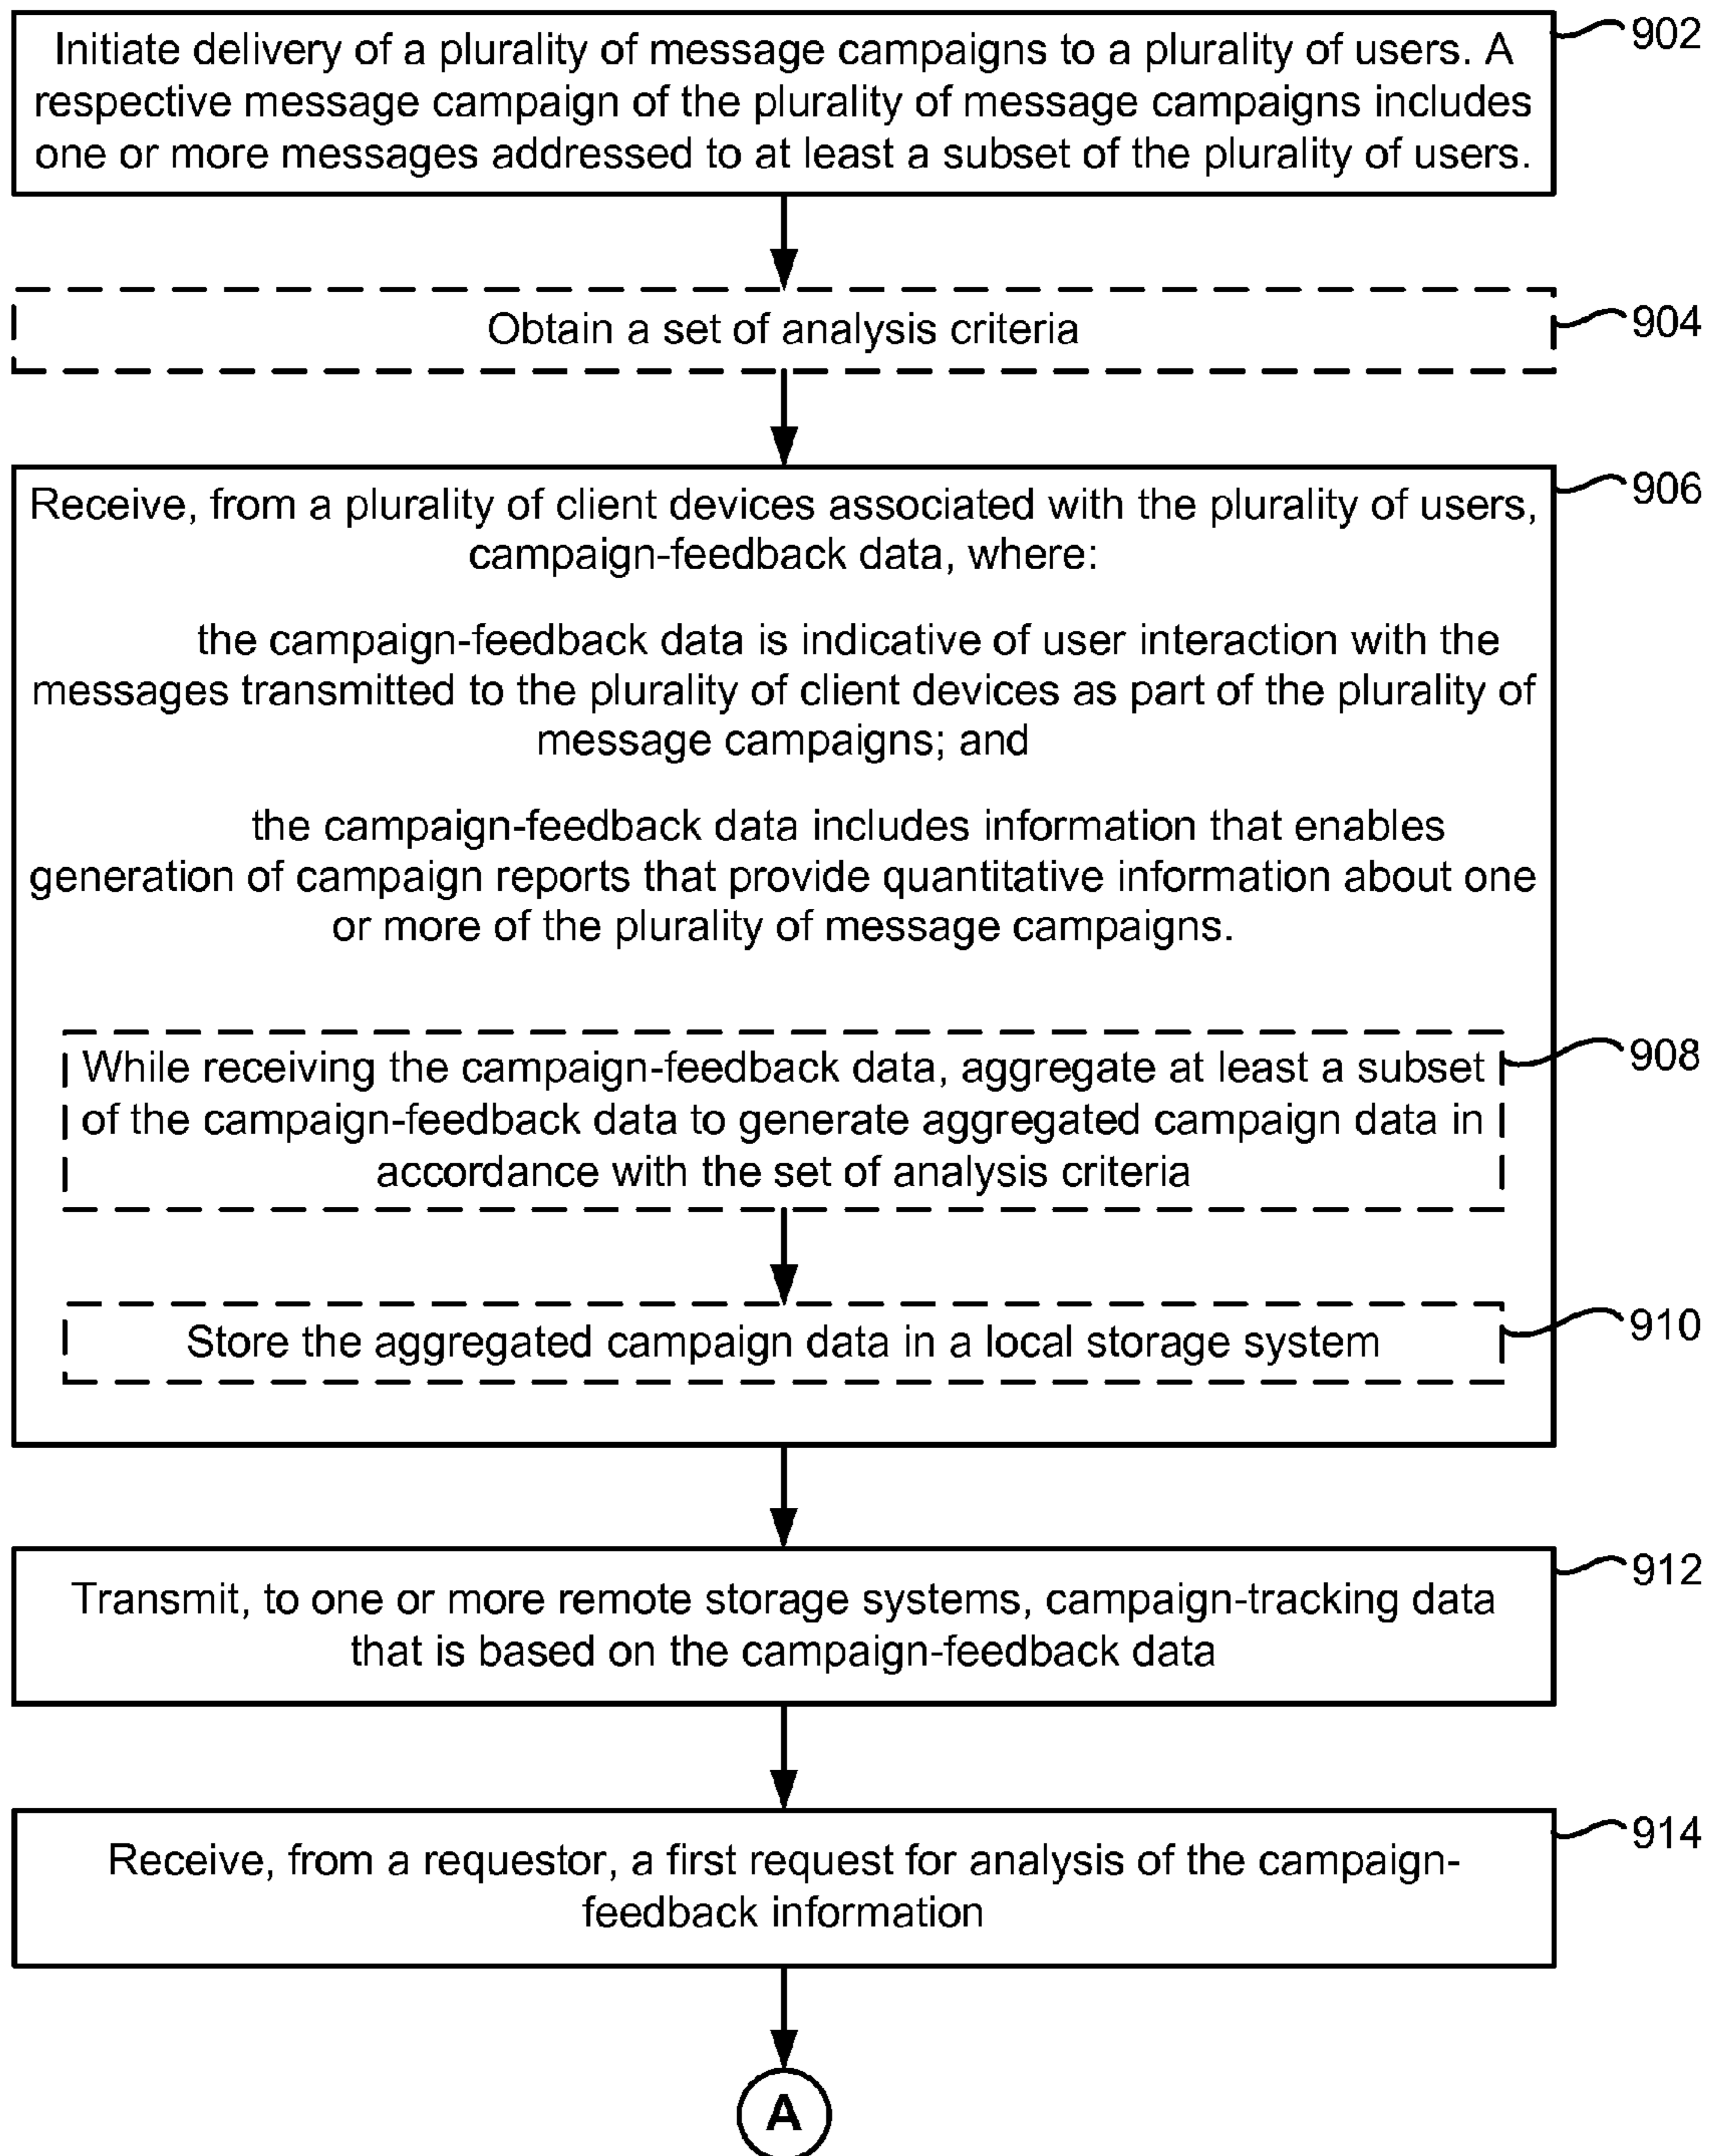 Initiate delivery of a plurality of message campaigns to a plurality of users. A
respective message campaign of the plurality of message campaigns includes
one or more messages addressed to at least a subset of the plurality of users.
902
Obtain a set of analysis criteria
904
Receive, from a plurality of client devices associated with the plurality of users,
campaign-feedback data, where:
906
the campaign-feedback data is indicative of user interaction with the
messages transmitted to the plurality of client devices as part of the plurality of
message campaigns; and
the campaign-feedback data includes information that enables
generation of campaign reports that provide quantitative information about one
or more of the plurality of message campaigns.
While receiving the campaign-feedback data, aggregate at least a subset
of the campaign-feedback data to generate aggregated campaign data in
accordance with the set of analysis criteria
908
Store the aggregated campaign data in a local storage system
910
Transmit, to one or more remote storage systems, campaign-tracking data
that is based on the campaign-feedback data
912
Receive, from a requestor, a first request for analysis of the campaign-
feedback information
914
A